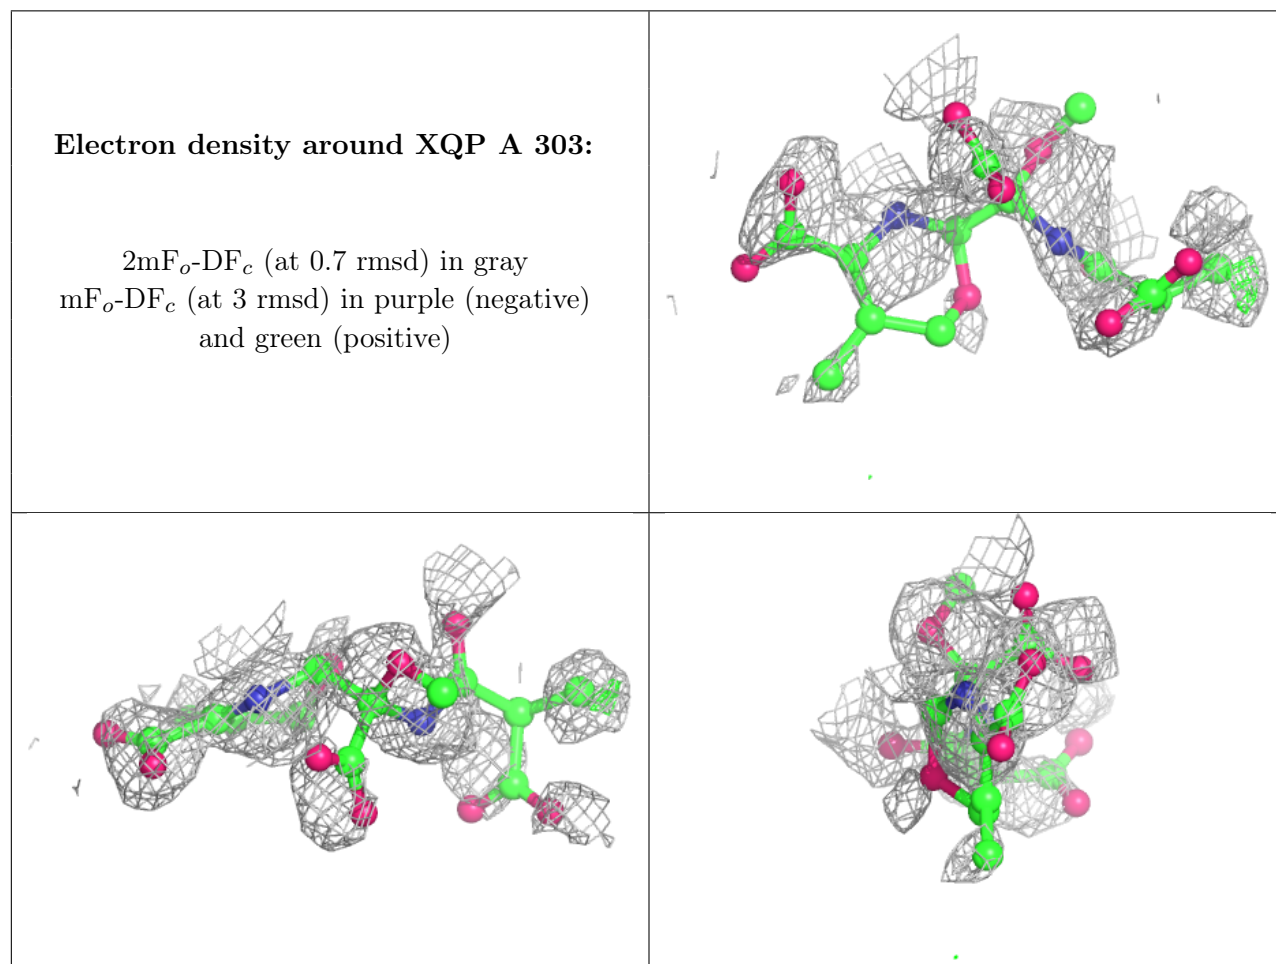 Electron density around XQP A 303:
2mFo-DFc (at 0.7 rmsd) in gray
mFo-DFc (at 3 rmsd) in purple (negative)
and green (positive)